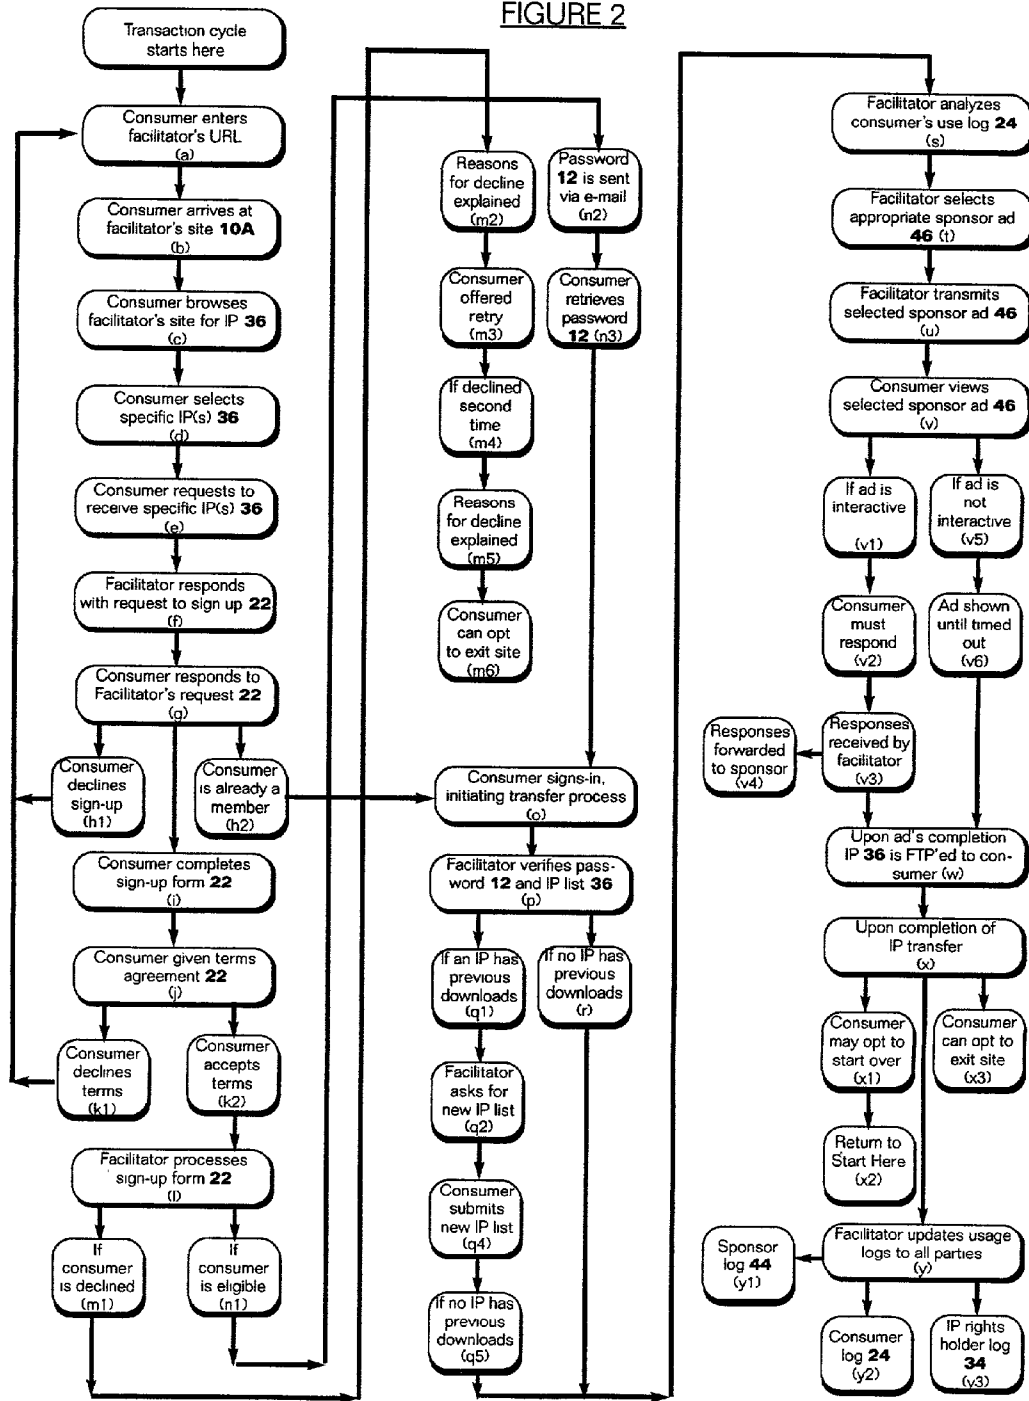 FIGURE 2
Transaction cycle
starts here
Consumer enters
facilitator's URL
(a)
Consumer arrives at
facilitator's site 10A
(b)
Consumer browses
facilitator's site for IP 36
(c)
Consumer selects
specific IP(s) 36
(d)
Consumer requests to
receive specific IP(s) 36
(e)
Facilitator responds
with request to sign up 22
(f)
Consumer responds to
Facilitator's request 22
(g)
Consumer
declines
sign-up
(h1)
Consumer
is already a
member
(h2)
Consumer completes
sign-up form 22
(i)
Consumer given terms
agreement 22
(j)
Consumer
declines
terms
(k1)
Consumer
accepts
terms
(k2)
Facilitator processes
sign-up form 22
(l)
If
consumer
is declined
(m1)
If
consumer
is eligible
(n1)
Reasons
for decline
explained
(m2)
Consumer
offered
retry
(m3)
If declined
second
time
(m4)
Reasons
for decline
explained
(m5)
Consumer
can opt
to exit site
(m6)
Password
12 is sent
via e-mail
(n2)
Consumer
retrieves
password
12 (n3)
Consumer signs-in,
initiating transfer process
(o)
Facilitator verifies pass-
word 12 and IP list 36
(p)
If an IP has
previous
downloads
(q1)
If no IP has
previous
downloads
(r)
Facilitator
asks for
new IP list
(q2)
Consumer
submits
new IP list
(q4)
If no IP has
previous
downloads
(q5)
Facilitator analyzes
consumer's use log 24
(s)
Facilitator selects
appropriate sponsor ad
46 (t)
Facilitator transmits
selected sponsor ad 46
(u)
Consumer views
selected sponsor ad 46
(v)
If ad is
interactive
(v1)
If ad is
not
interactive
(v5)
Consumer
must
respond
(v2)
Ad shown
until timed
out
(v6)
Responses
forwarded
to sponsor
(v4)
Responses
received by
facilitator
(v3)
Upon ad's completion
IP 36 is FTP'ed to con-
sumer (w)
Upon completion of
IP transfer
(x)
Consumer
may opt to
start over
(x1)
Consumer
can opt to
exit site
(x3)
Return to
Start Here
(x2)
Facilitator updates usage
logs to all parties
(y)
Sponsor
log 44
(y1)
Consumer
log 24
(y2)
IP rights
holder log
34
(y3)